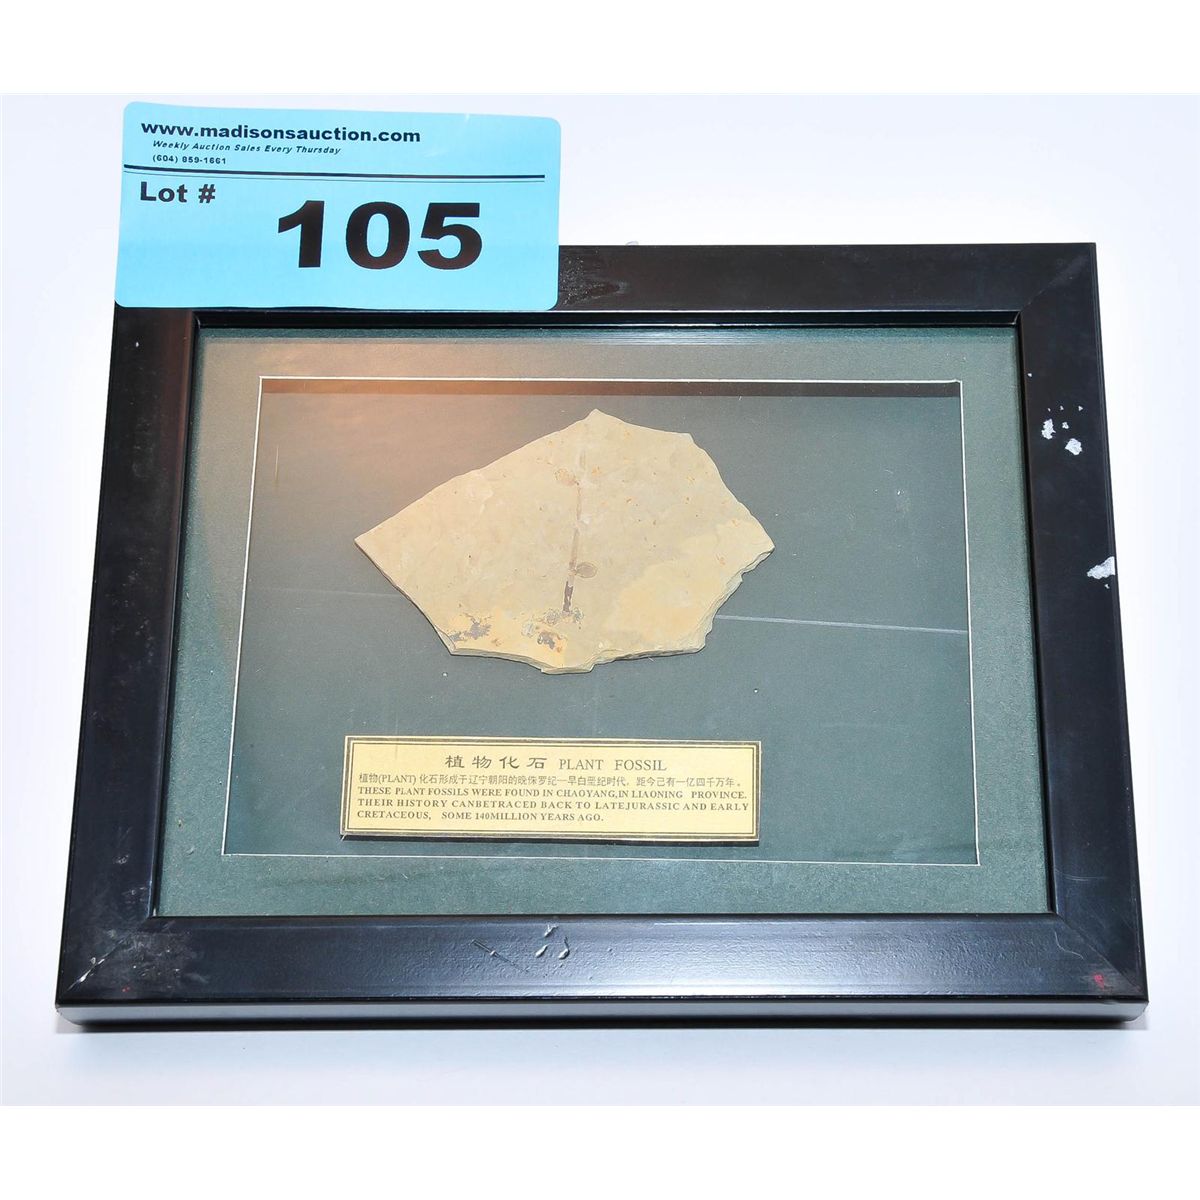 www.madisonsauction.com
Weekly Auction Sales Every Thursday
(604) 859-1661
Lot # 105
植物化石 PLANT FOSSIL
植物(PLANT) 化石形成于辽宁朝阳的晚侏罗纪一早白垩纪时代，距今己有一亿四千万年。
THESE PLANT FOSSILS WERE FOUND IN CHAOYANG,IN LIAONING PROVINCE.
THEIR HISTORY CANBETRACED BACK TO LATEJURASSIC AND EARLY
CRETACEOUS, SOME 140MILLION YEARS AGO.